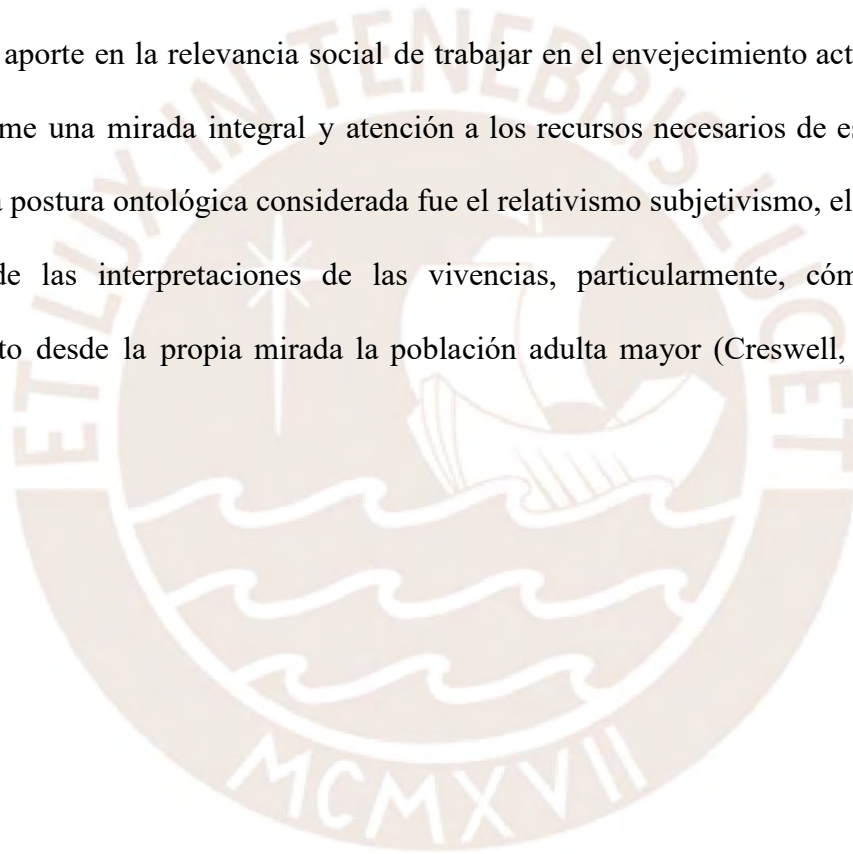 aporte en la relevancia social de trabajar en el envejecimiento act
me una mirada integral y atención a los recursos necesarios de es
a postura ontológica considerada fue el relativismo subjetivismo, el
de las interpretaciones de las vivencias, particularmente, cóm
to desde la propia mirada la población adulta mayor (Creswell,
ET LUX IN TENEBRIS LUCET
MCMXVII